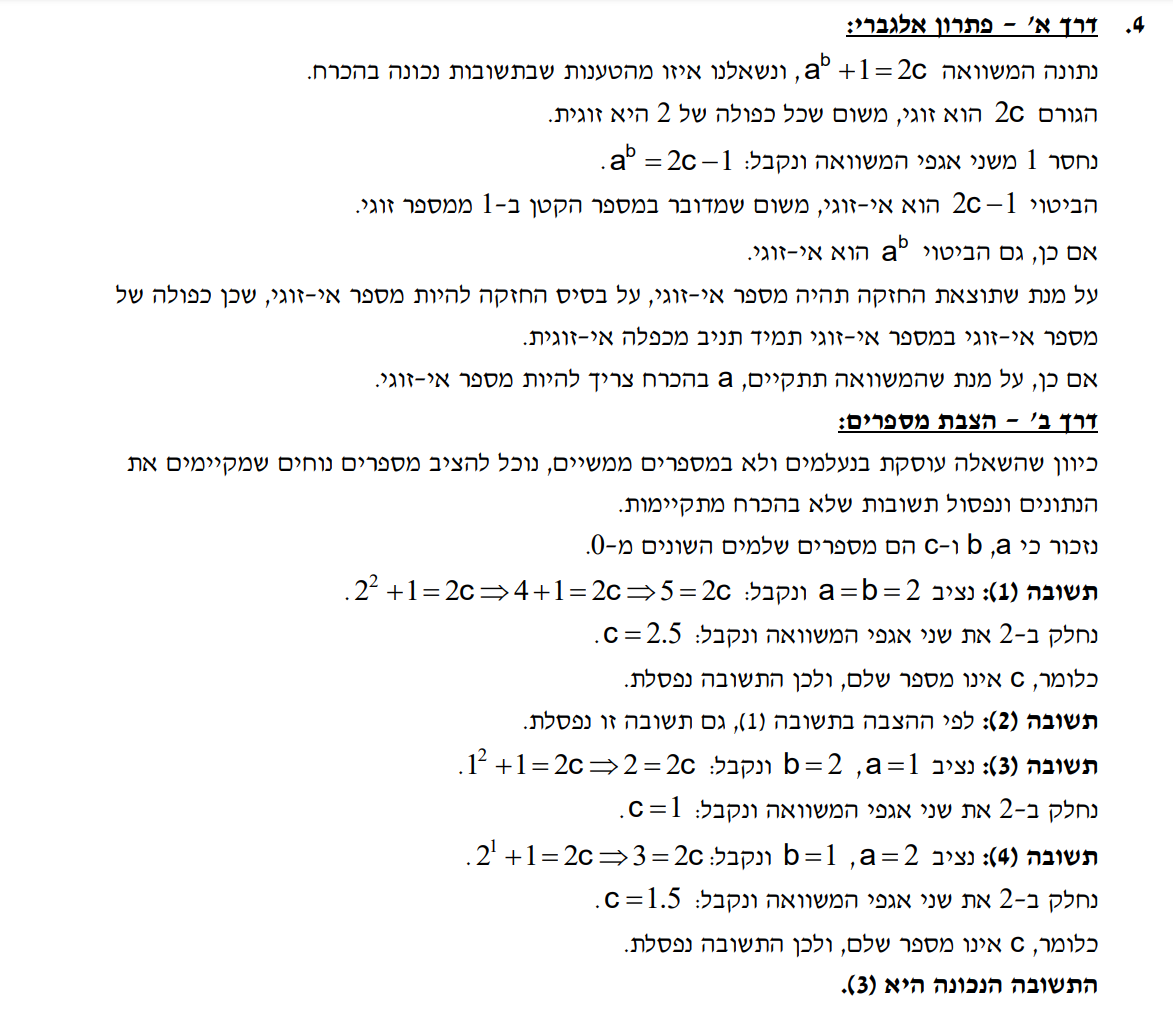 4. דרך א' – פתרון אלגברי:
נתונה המשוואה a^b + 1 = 2c, ונשאלנו איזו מהטענות שבתשובות נכונה בהכרח.
הגורם 2c הוא זוגי, משום שכל כפולה של 2 היא זוגית.
נחסר 1 משני אגפי המשוואה ונקבל: a^b = 2c – 1.
הביטוי 2c – 1 הוא אי-זוגי, משום שמדובר במספר הקטן ב-1 ממספר זוגי.
אם כן, גם הביטוי a^b הוא אי-זוגי.
על מנת שתוצאת החזקה תהיה מספר אי-זוגי, על בסיס החזקה להיות מספר אי-זוגי, שכן כפולה של
מספר אי-זוגי במספר אי-זוגי תמיד תניב מכפלה אי-זוגית.
אם כן, על מנת שהמשוואה תתקיים, a בהכרח צריך להיות מספר אי-זוגי.
דרך ב' – הצבת מספרים:
כיוון שהשאלה עוסקת בנעלמים ולא במספרים ממשיים, נוכל להציב מספרים נוחים שמקיימים את
הנתונים ונפסול תשובות שלא בהכרח מתקיימות.
נזכור כי a, b ו-c הם מספרים שלמים השונים מ-0.
תשובה (1): נציב a = b = 2 ונקבל: 2² + 1 = 2c ⇒ 4 + 1 = 2c ⇒ 5 = 2c.
נחלק ב-2 את שני אגפי המשוואה ונקבל: c = 2.5.
כלומר, c אינו מספר שלם, ולכן התשובה נפסלת.
תשובה (2): לפי ההצבה בתשובה (1), גם תשובה זו נפסלת.
תשובה (3): נציב a = 1, b = 2 ונקבל: 1² + 1 = 2c ⇒ 2 = 2c.
נחלק ב-2 את שני אגפי המשוואה ונקבל: c = 1.
תשובה (4): נציב a = 2, b = 1 ונקבל: 2¹ + 1 = 2c ⇒ 3 = 2c.
נחלק ב-2 את שני אגפי המשוואה ונקבל: c = 1.5.
כלומר, c אינו מספר שלם, ולכן התשובה נפסלת.
התשובה הנכונה היא (3).